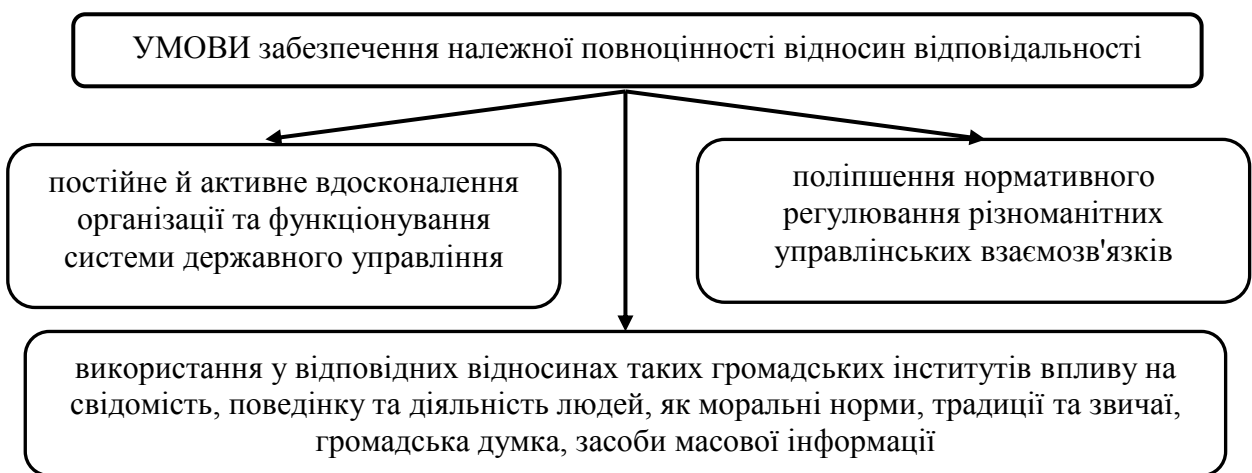 УМОВИ забезпечення належної повноцінності відносин відповідальності
постійне й активне вдосконалення
організації та функціонування
системи державного управління
поліпшення нормативного
регулювання різноманітних
управлінських взаємозв'язків
використання у відповідних відносинах таких громадських інститутів впливу на
свідомість, поведінку та діяльність людей, як моральні норми, традиції та звичаї,
громадська думка, засоби масової інформації